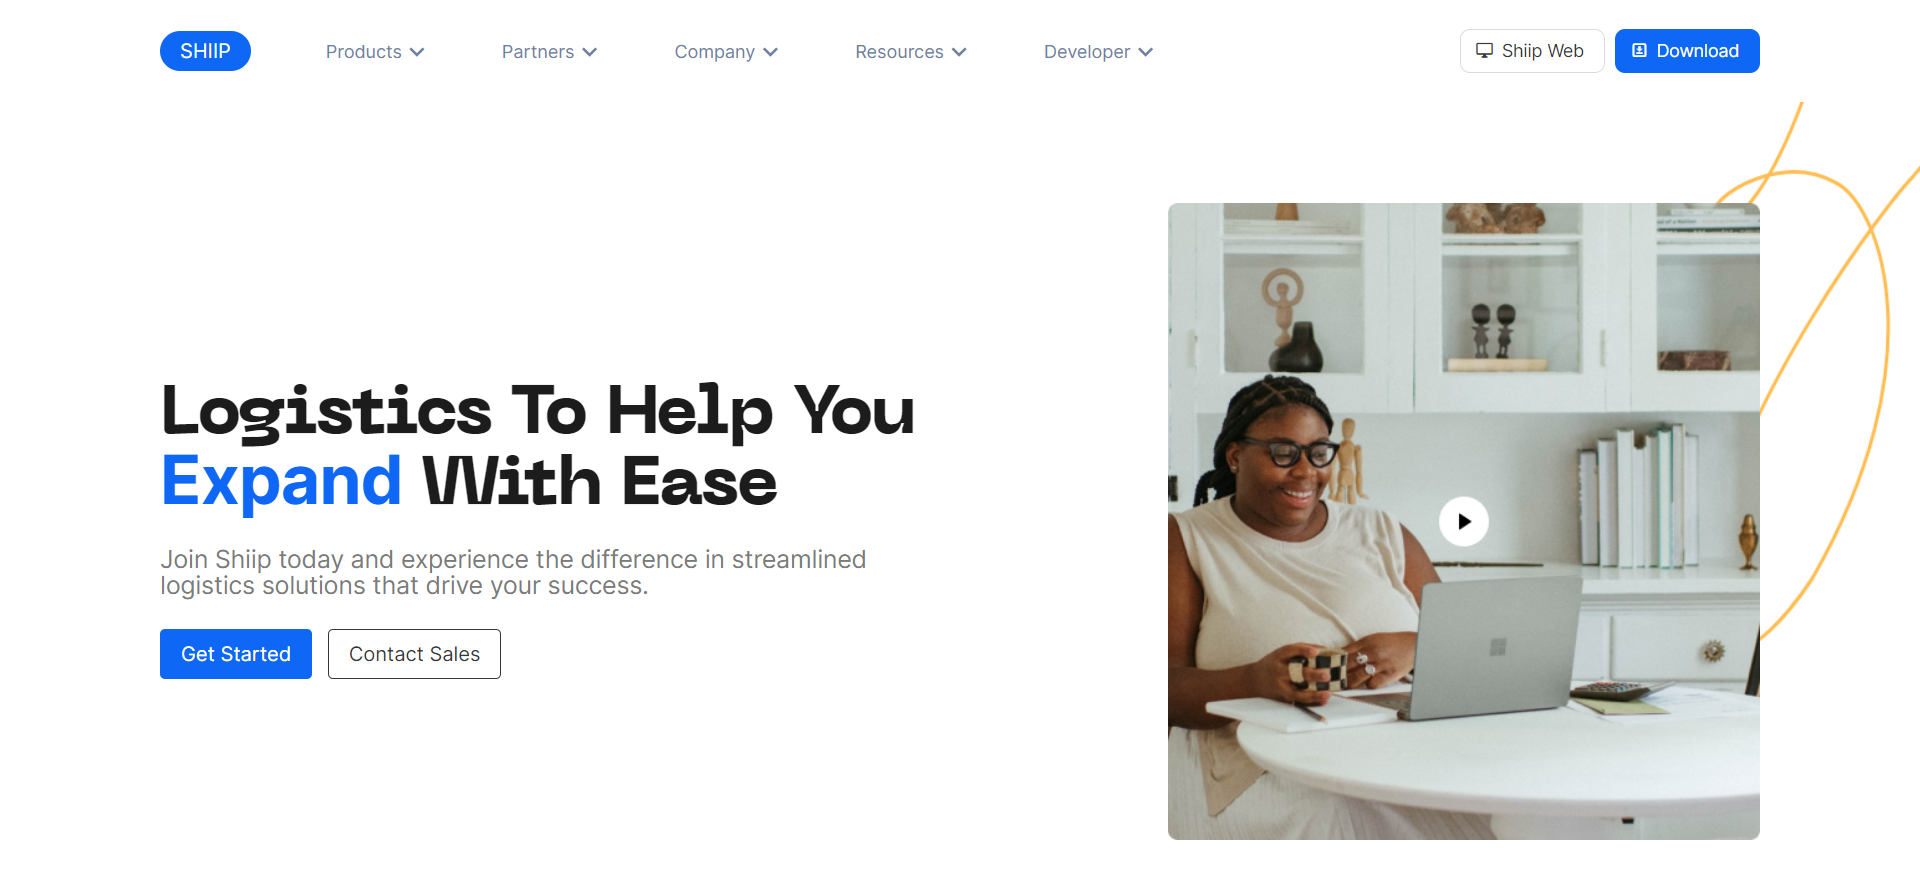 SHIIP
Products
Partners
Company
Resources
Developer
Shiip Web
Download
Logistics To Help You
Expand With Ease
Join Shiip today and experience the difference in streamlined
logistics solutions that drive your success.
Get Started
Contact Sales